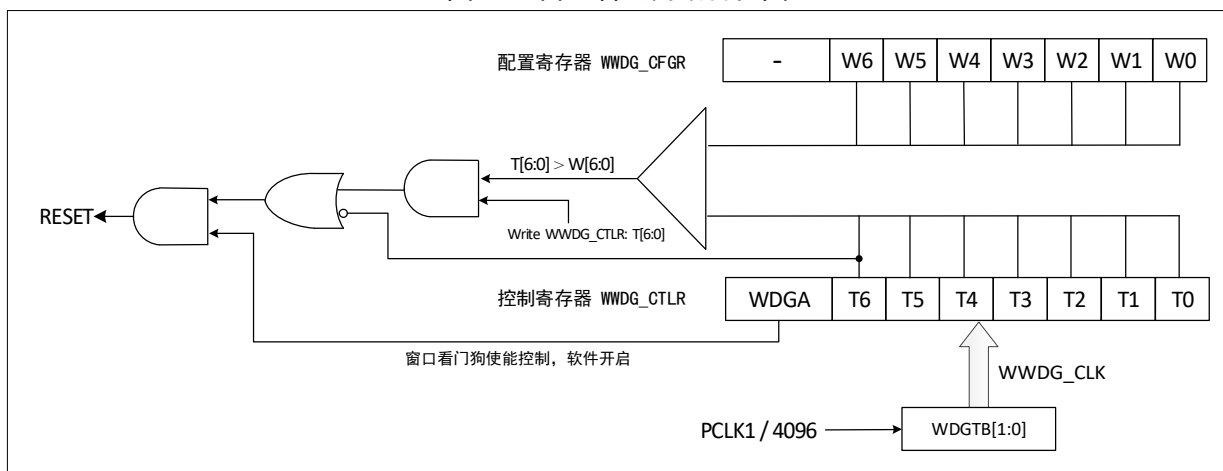 配置寄存器 WWDG_CFGR - W6 W5 W4 W3 W2 W1 W0
T[6:0] > W[6:0]
RESET
Write WWDG_CTLR: T[6:0]
控制寄存器 WWDG_CTLR WDGA T6 T5 T4 T3 T2 T1 T0
窗口看门狗使能控制，软件开启
WWDG_CLK
PCLK1 / 4096 WDGTB[1:0]